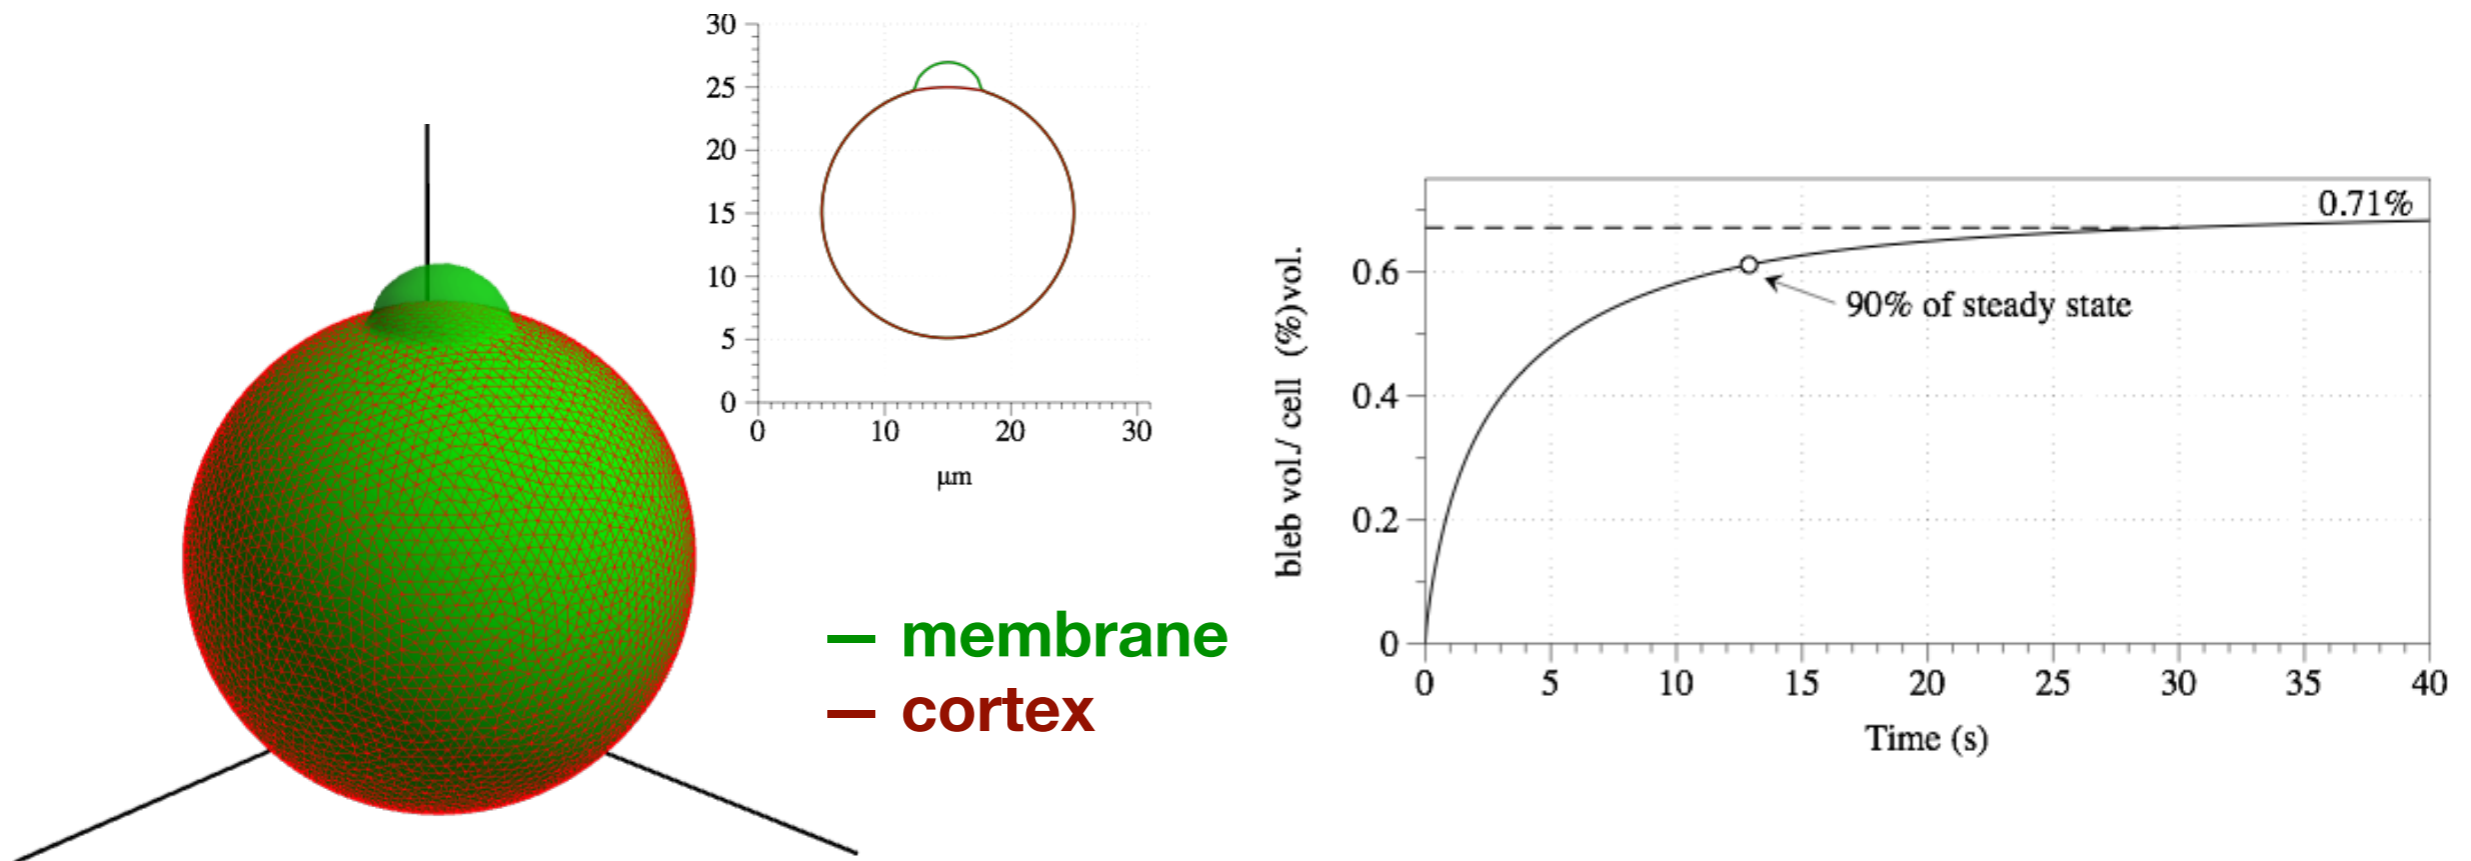 30
25
20
15
10
5
0
0 10 20 30
µm
— membrane
— cortex
bleb vol./ cell (%)vol.
0.6
0.4
0.2
0
0.71%
90% of steady state
0 5 10 15 20 25 30 35 40
Time (s)